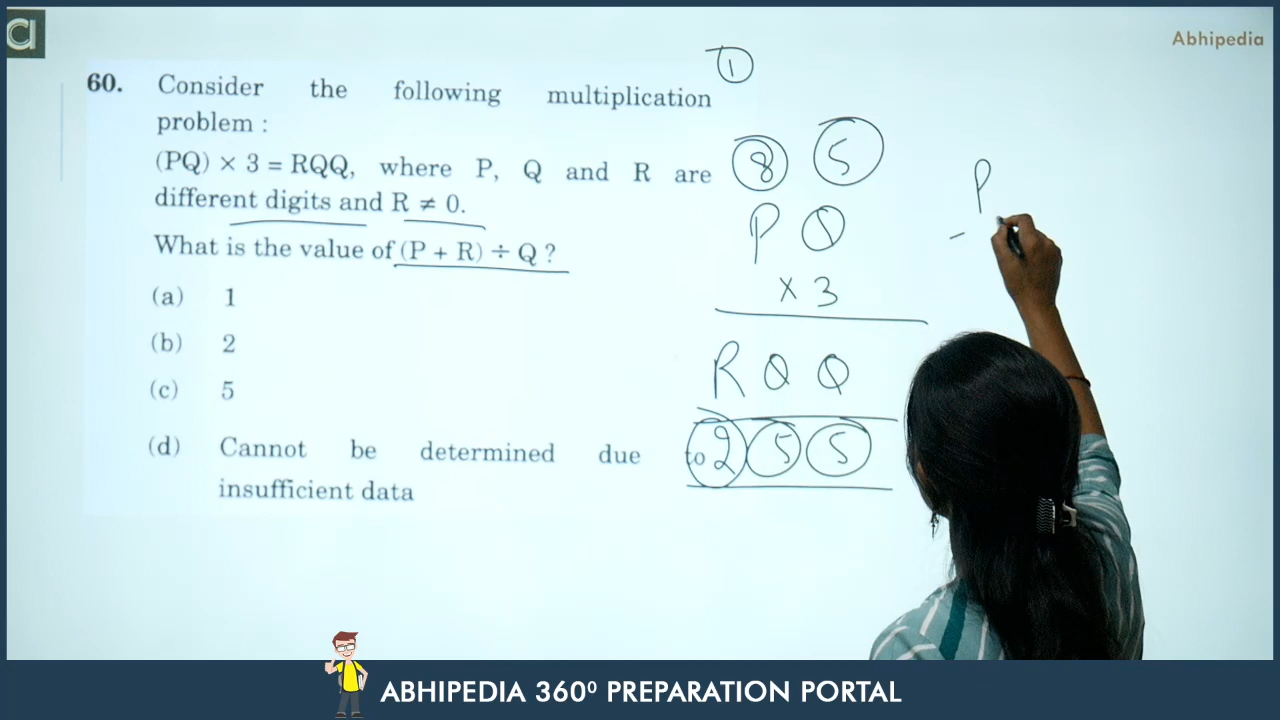 a
Abhipedia
60. Consider the following multiplication
problem :
(PQ) × 3 = RQQ, where P, Q and R are
different digits and R ≠ 0.
What is the value of (P + R) ÷ Q ?
(a) 1
(b) 2
(c) 5
(d) Cannot be determined due to
insufficient data
1
8 5
P Q
× 3
R Q Q
2 5 5
P
-
ABHIPEDIA 360⁰ PREPARATION PORTAL